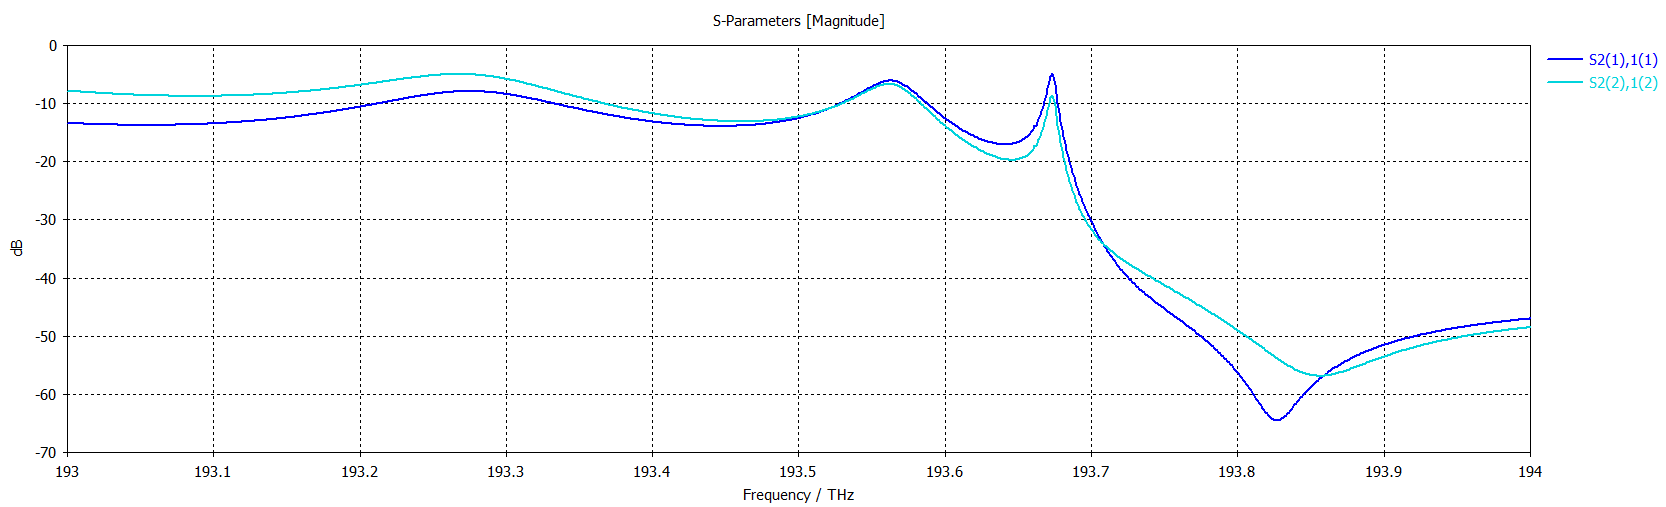 S-Parameters [Magnitude]
S2(1),1(1)
S2(2),1(2)
0
-10
-20
-30
-40
-50
-60
-70
dB
193 193.1 193.2 193.3 193.4 193.5 193.6 193.7 193.8 193.9 194
Frequency / THz